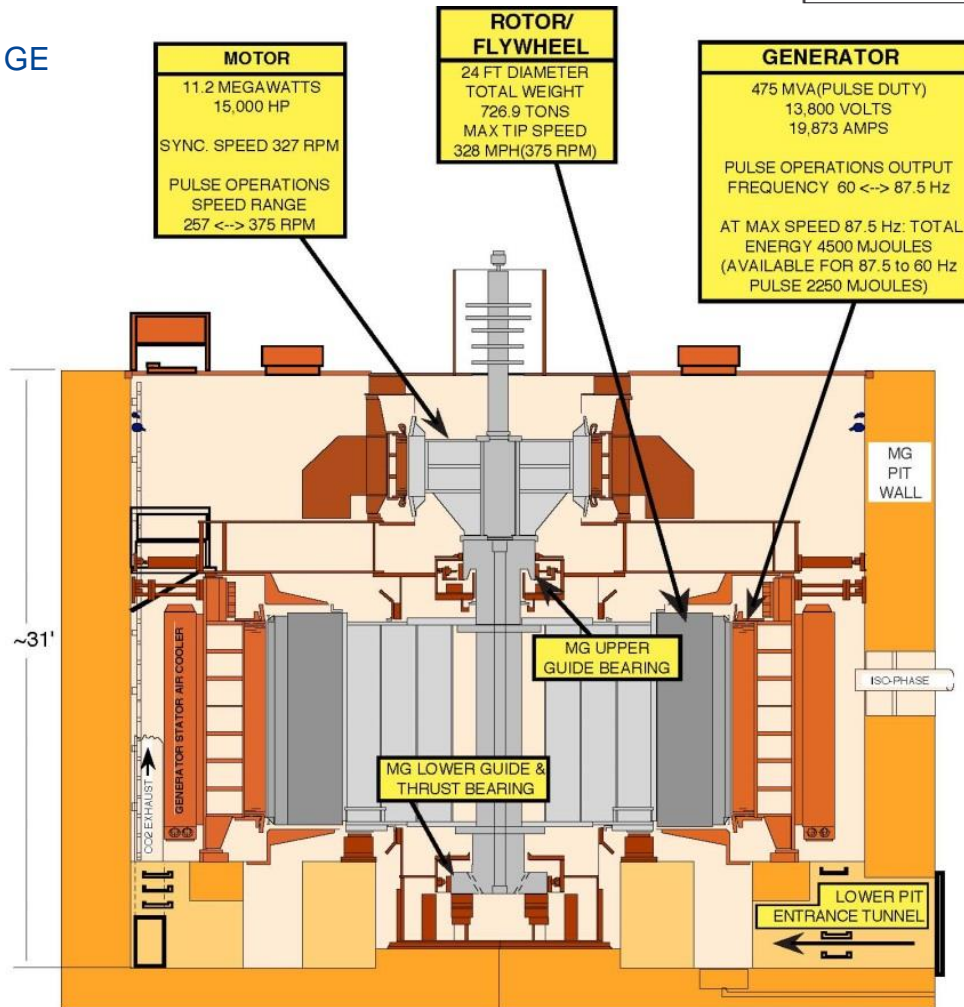 GE
MOTOR
11.2 MEGAWATTS
15,000 HP
SYNC. SPEED 327 RPM
PULSE OPERATIONS
SPEED RANGE
257 <--> 375 RPM
ROTOR/
FLYWHEEL
24 FT DIAMETER
TOTAL WEIGHT
726.9 TONS
MAX TIP SPEED
328 MPH(375 RPM)
GENERATOR
475 MVA(PULSE DUTY)
13,800 VOLTS
19,873 AMPS
PULSE OPERATIONS OUTPUT
FREQUENCY 60 <--> 87.5 Hz
AT MAX SPEED 87.5 Hz: TOTAL
ENERGY 4500 MJOULES
(AVAILABLE FOR 87.5 to 60 Hz
PULSE 2250 MJOULES)
MG
PIT
WALL
~31'
GENERATOR STATOR AIR COOLER
CO2 EXHAUST
MG UPPER
GUIDE BEARING
ISO-PHASE
MG LOWER GUIDE &
THRUST BEARING
LOWER PIT
ENTRANCE TUNNEL